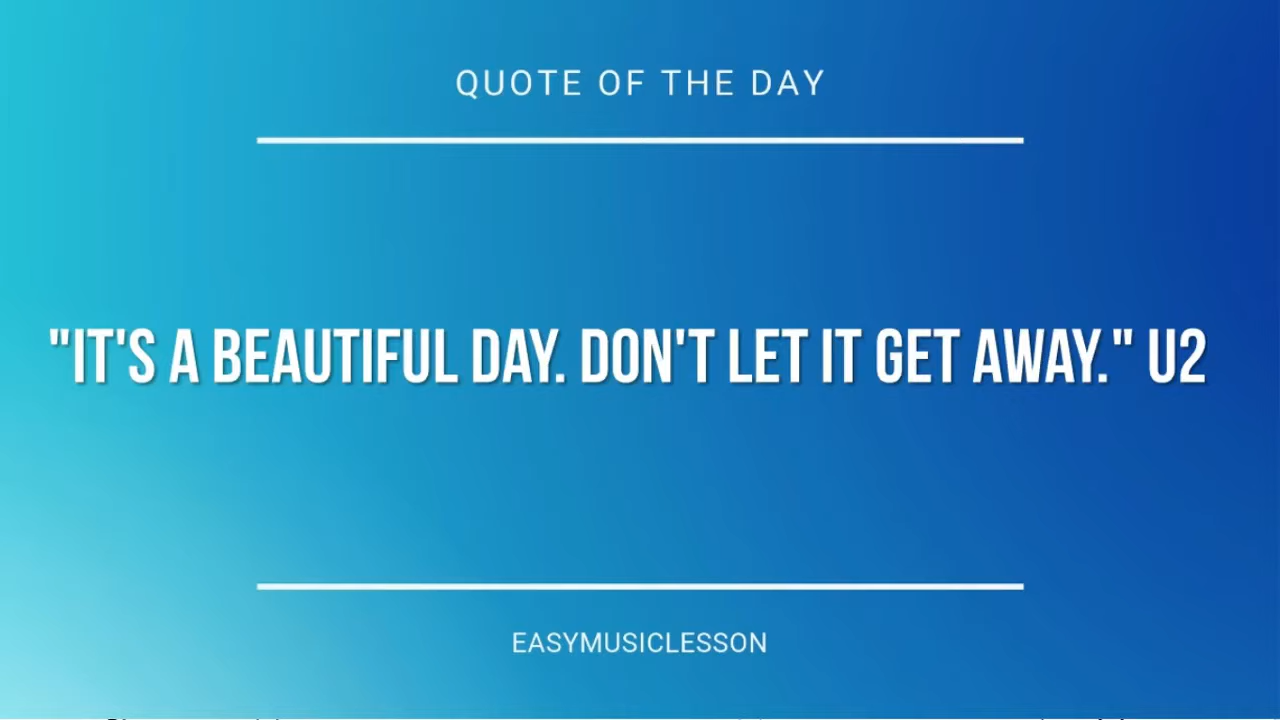 QUOTE OF THE DAY
"IT'S A BEAUTIFUL DAY. DON'T LET IT GET AWAY." U2
EASYMUSICLESSON